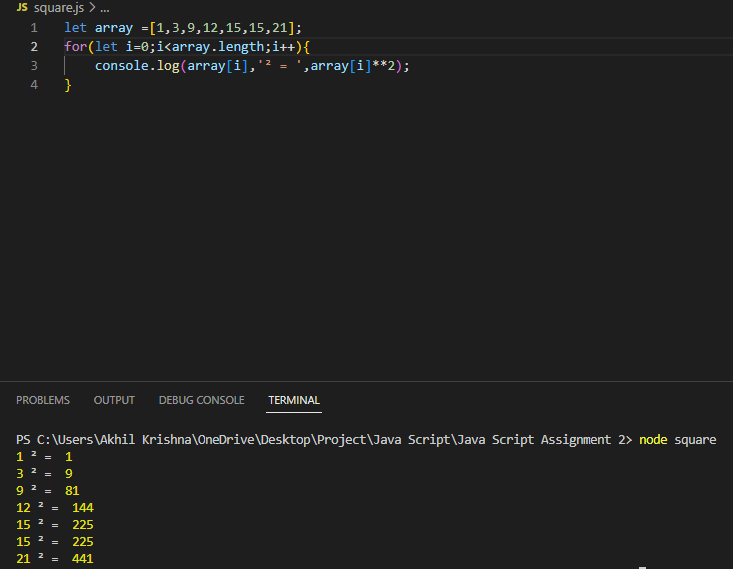 JS square.js > ...
1 let array =[1,3,9,12,15,15,21];
2 for(let i=0;i<array.length;i++){
3     console.log(array[i],'² = ',array[i]**2);
4 }
PROBLEMS OUTPUT DEBUG CONSOLE TERMINAL
PS C:\Users\Akhil Krishna\OneDrive\Desktop\Project\Java Script\Java Script Assignment 2> node square
1 ² =  1
3 ² =  9
9 ² =  81
12 ² =  144
15 ² =  225
15 ² =  225
21 ² =  441